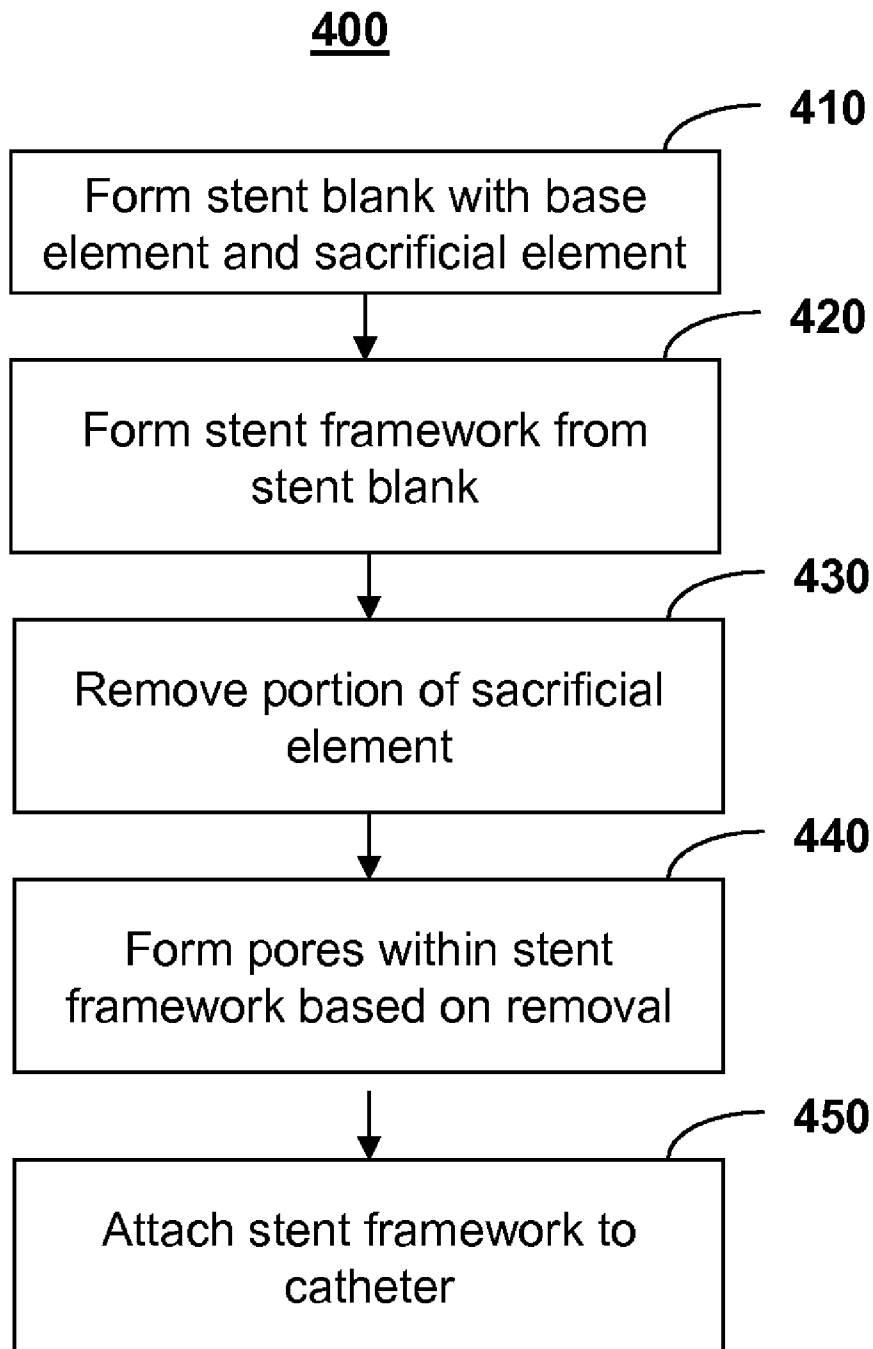 400
410
Form stent blank with base
element and sacrificial element
420
Form stent framework from
stent blank
430
Remove portion of sacrificial
element
440
Form pores within stent
framework based on removal
450
Attach stent framework to
catheter